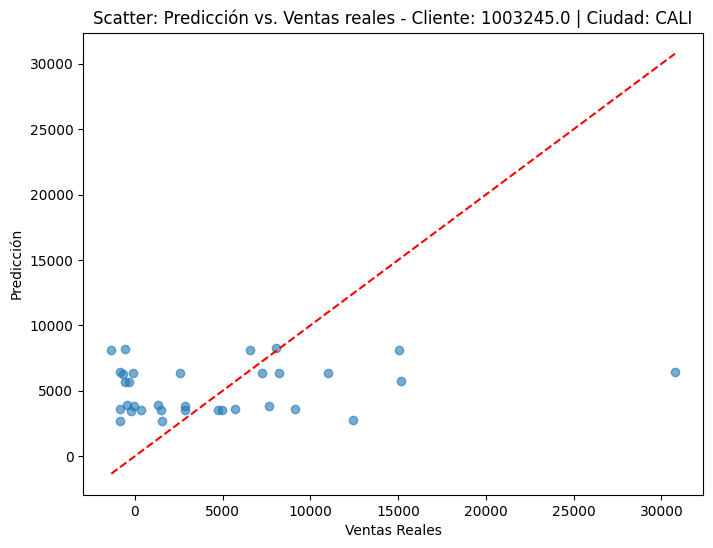 Scatter: Predicción vs. Ventas reales - Cliente: 1003245.0 | Ciudad: CALI
30000
25000
20000
15000
10000
5000
0
Predicción
0 5000 10000 15000 20000 25000 30000
Ventas Reales